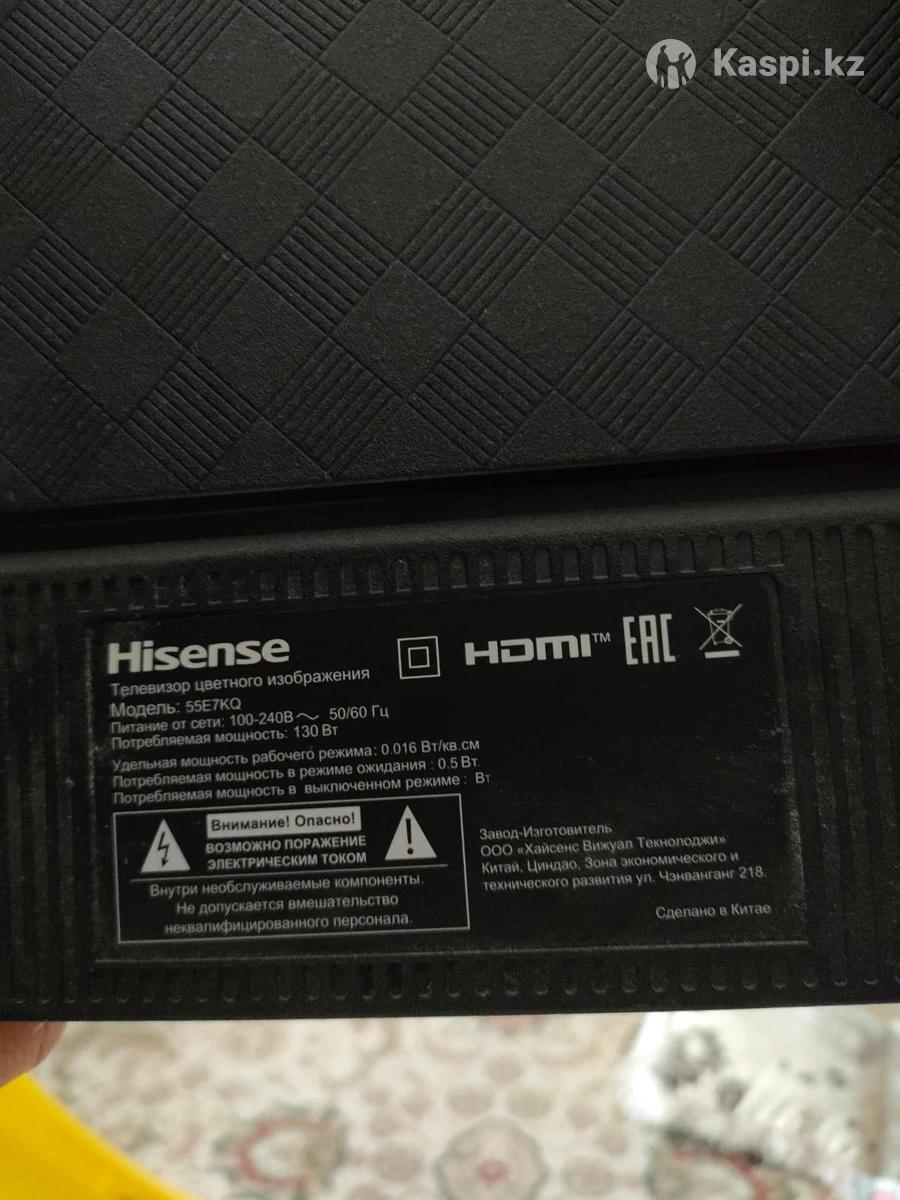 Kaspi.kz
Hisense
HDMI™ EAC
Телевизор цветного изображения
Модель: 55E7KQ
Питание от сети: 100-240В～ 50/60 Гц
Потребляемая мощность: 130 Вт
Удельная мощность рабочего режима: 0.016 Вт/кв.см
Потребляемая мощность в режиме ожидания : 0.5 Вт.
Потребляемая мощность в выключенном режиме : Вт
Внимание! Опасно!
ВОЗМОЖНО ПОРАЖЕНИЕ
ЭЛЕКТРИЧЕСКИМ ТОКОМ
Внутри необслуживаемые компоненты.
Не допускается вмешательство
неквалифицированного персонала.
Завод-Изготовитель
ООО «Хайсенс Вижуал Текнолоджи»
Китай, Циндао, Зона экономического и
технического развития ул. Чэнванганг 218.
Сделано в Китае